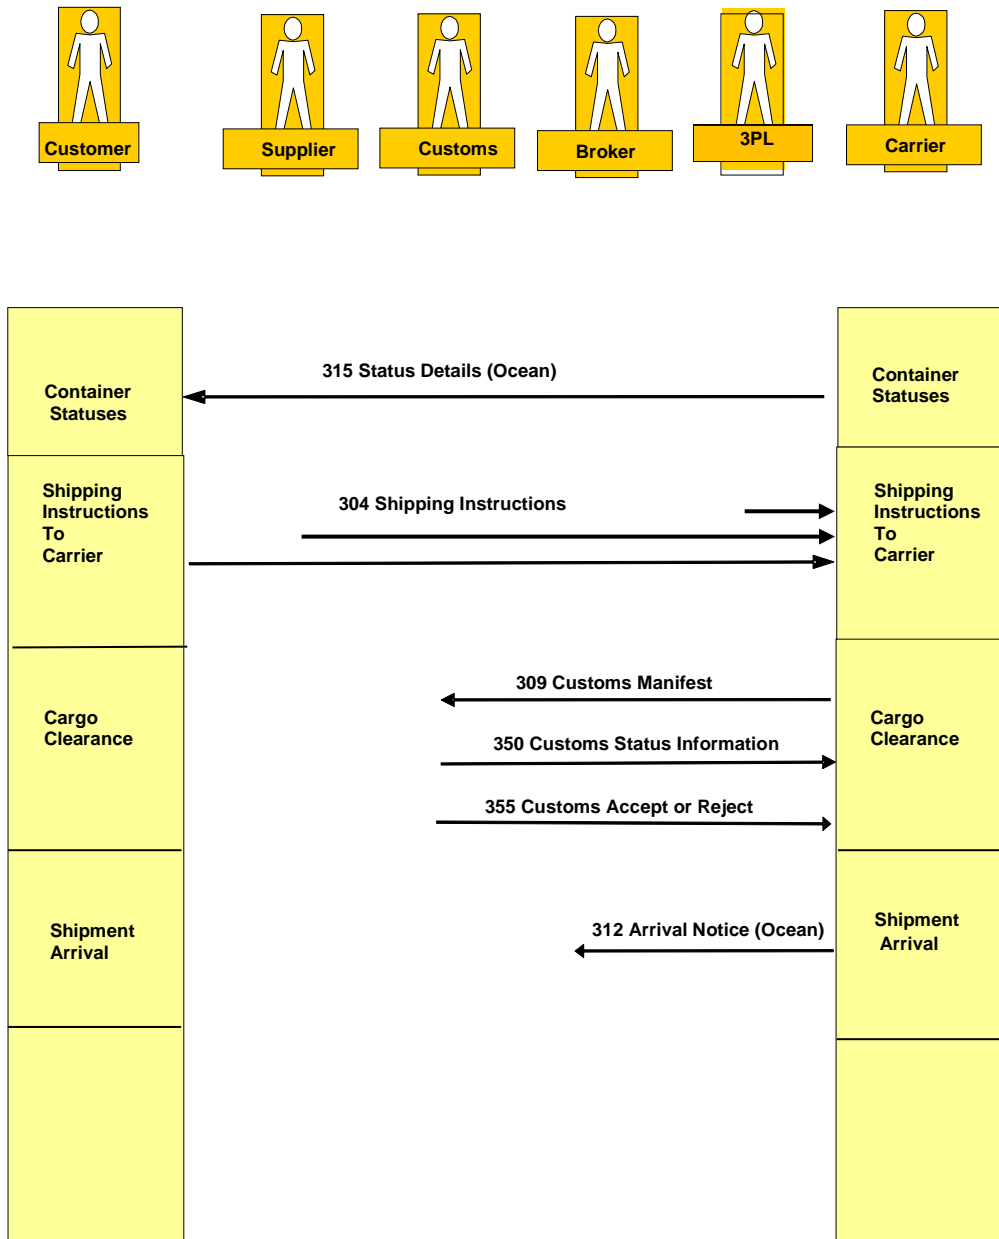 Customer
Supplier
Customs
Broker
3PL
Carrier
315 Status Details (Ocean)
Container
Statuses
Container
Statuses
304 Shipping Instructions
Shipping
Instructions
To
Carrier
Shipping
Instructions
To
Carrier
309 Customs Manifest
Cargo
Clearance
350 Customs Status Information
Cargo
Clearance
355 Customs Accept or Reject
Shipment
Arrival
312 Arrival Notice (Ocean)
Shipment
Arrival